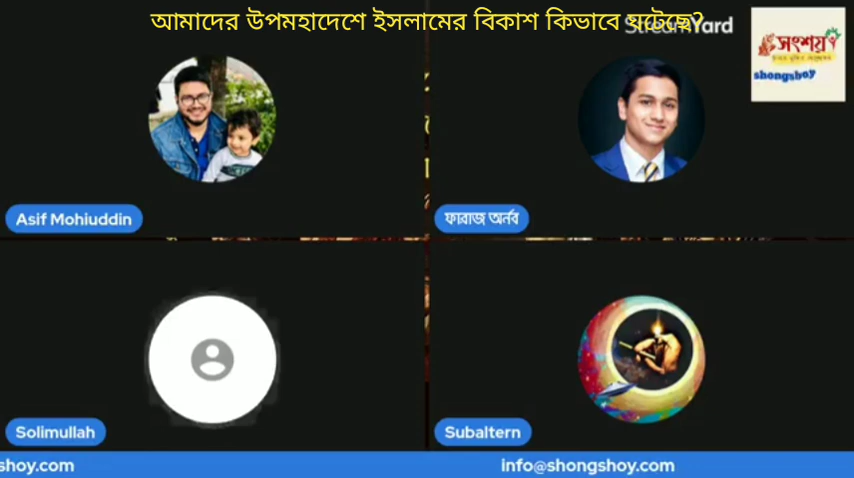 আমাদের উপমহাদেশে ইসলামের বিকাশ কিভাবে ঘটেছে?
StreamYard
সংশয়
shongshoy
Asif Mohiuddin
ফারাজ অর্নব
Solimullah
Subaltern
shoy.com
info@shongshoy.com